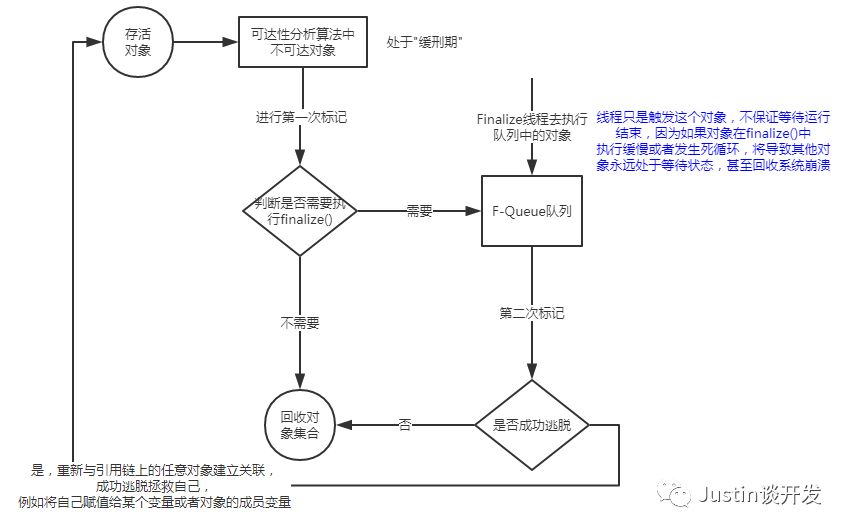 存活
对象
可达性分析算法中
不可达对象
处于"缓刑期"
进行第一次标记
Finalize线程去执行
队列中的对象
线程只是触发这个对象，不保证等待运行
结束，因为如果对象在finalize()中
执行缓慢或者发生死循环，将导致其他对
象永远处于等待状态，甚至回收系统崩溃
判断是否需要执
行finalize()
需要
F-Queue队列
不需要
第二次标记
回收对
象集合
否
是否成功逃脱
是，重新与引用链上的任意对象建立关联，
成功逃脱拯救自己，
例如将自己赋值给某个变量或者对象的成员变量
Justin谈开发